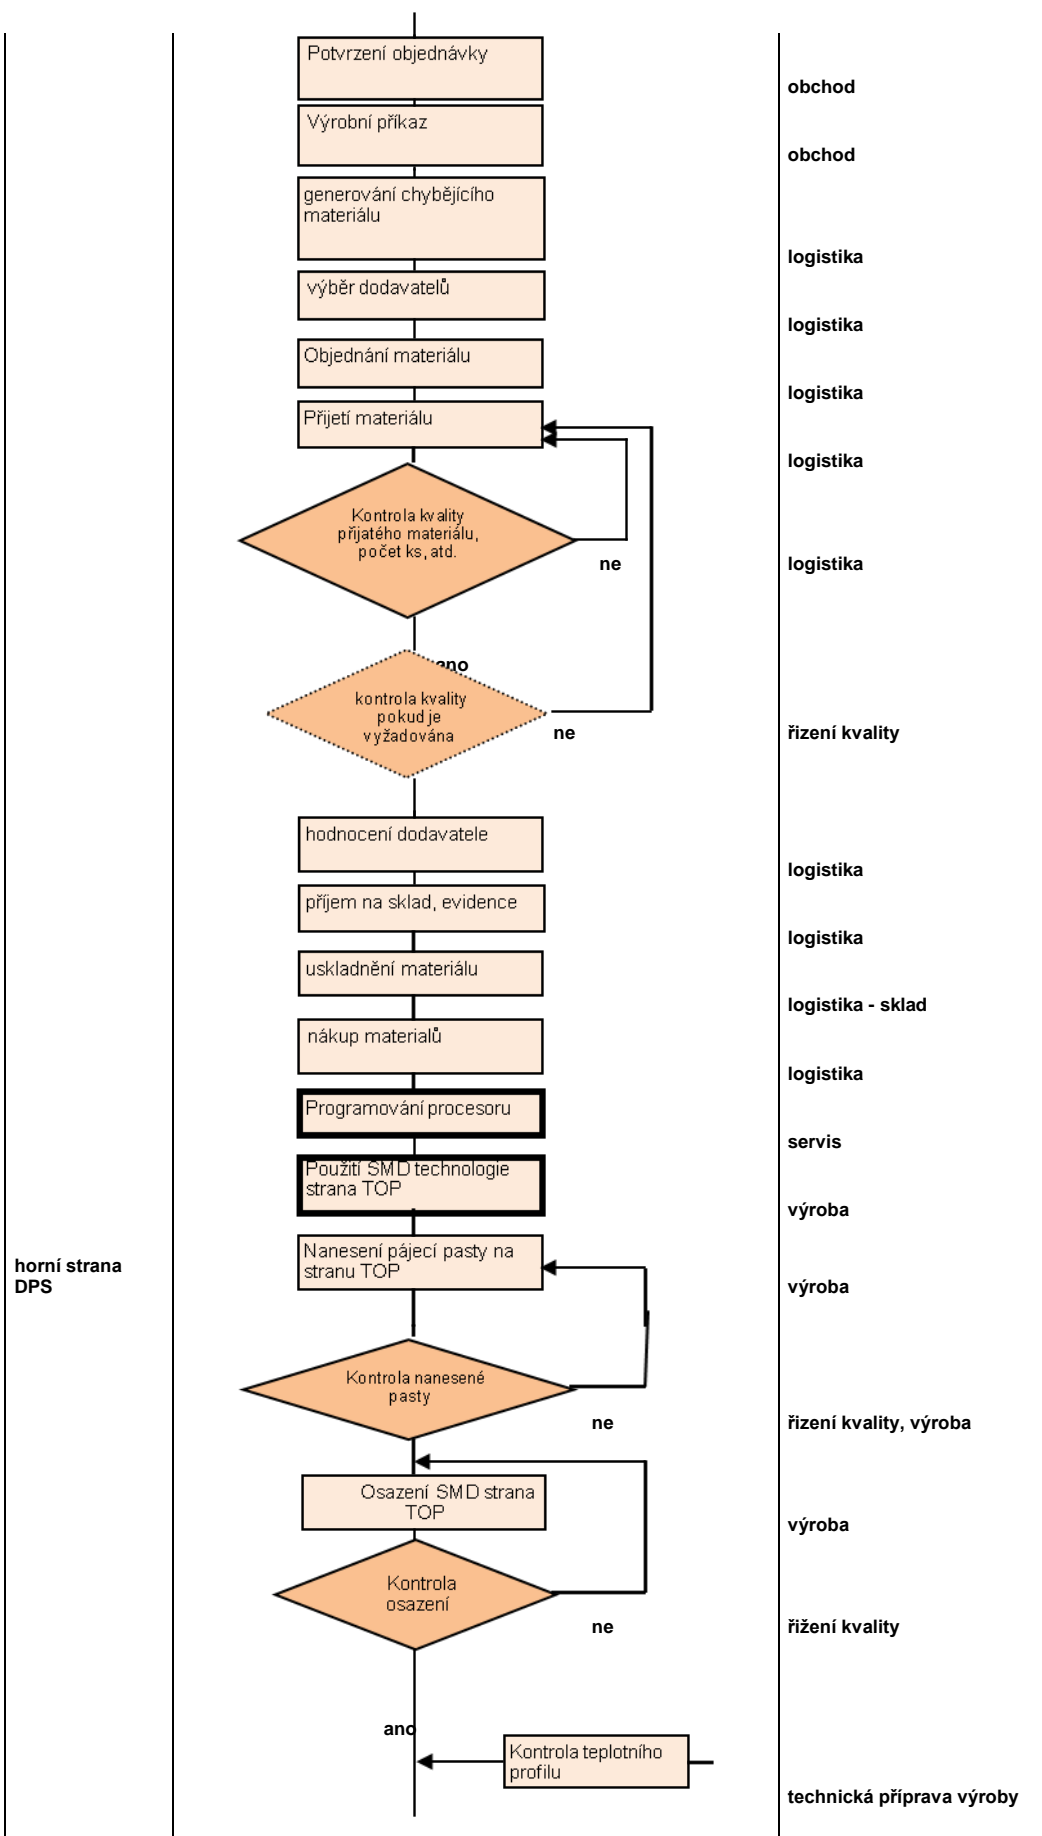 Potvrzení objednávky
obchod
Výrobní příkaz
obchod
generování chybějícího
materiálu
logistika
výběr dodavatelů
logistika
Objednání materiálu
logistika
Přijetí materiálu
logistika
Kontrola kvality
přijatého materiálu,
počet ks, atd.
ne
logistika
ano
kontrola kvality
pokud je
vyžadována
ne
řizení kvality
hodnocení dodavatele
logistika
příjem na sklad, evidence
logistika
uskladnění materiálu
logistika - sklad
nákup materialů
logistika
Programování procesoru
servis
Použití SMD technologie
strana TOP
výroba
horní strana
DPS
Nanesení pájecí pasty na
stranu TOP
výroba
Kontrola nanesené
pasty
ne
řizení kvality, výroba
Osazení SMD strana
TOP
výroba
Kontrola
osazení
ne
řižení kvality
ano
Kontrola teplotního
profilu
technická příprava výroby